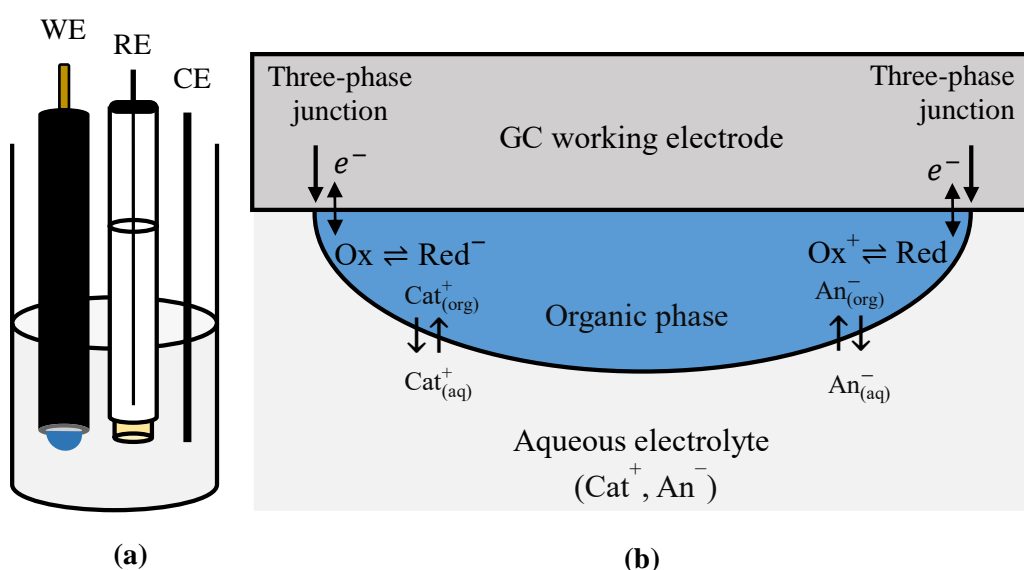 WE
RE
CE
(a)
Three-phase
junction
Three-phase
junction
GC working electrode
e⁻
e⁻
Ox ⇌ Red⁻
Ox⁺ ⇌ Red
Cat⁺(org)
An⁻(org)
Organic phase
Cat⁺(aq)
An⁻(aq)
Aqueous electrolyte
(Cat⁺, An⁻)
(b)